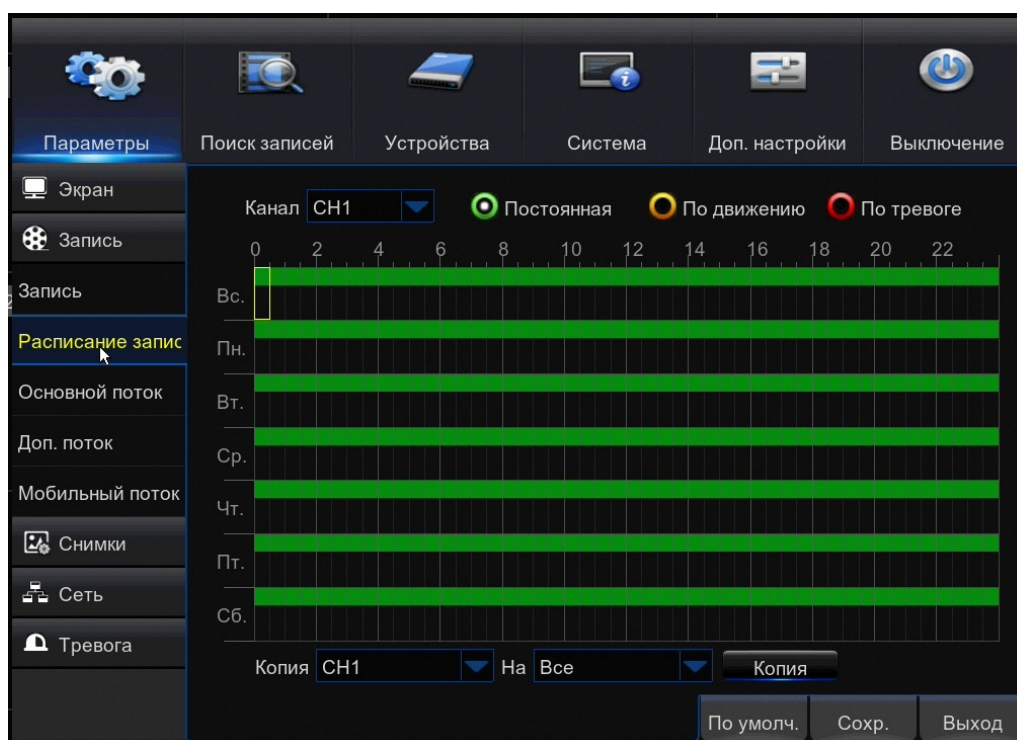 Параметры
Поиск записей
Устройства
Система
Доп. настройки
Выключение
Экран
Запись
Запись
Расписание запис
Основной поток
Доп. поток
Мобильный поток
Снимки
Сеть
Тревога
Канал CH1 Постоянная По движению По тревоге
0 2 4 6 8 10 12 14 16 18 20 22
Вс.
Пн.
Вт.
Ср.
Чт.
Пт.
Сб.
Копия CH1 На Все Копия
По умолч. Сохр. Выход